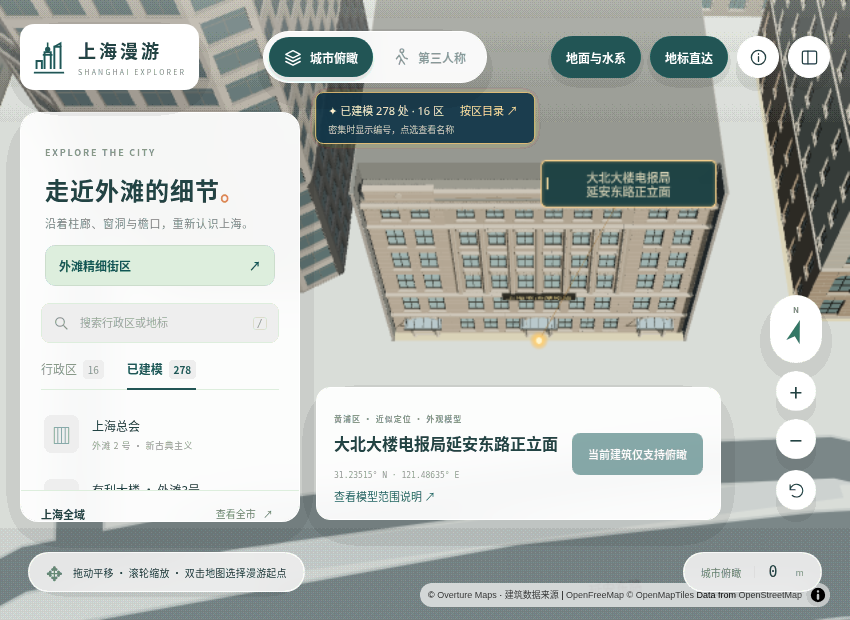 上海漫游
SHANGHAI EXPLORER
城市俯瞰
第三人称
地面与水系
地标直达
✦ 已建模 278 处 · 16 区 按区目录 ↗
密集时显示编号，点选查看名称
大北大楼电报局
延安东路正立面
EXPLORE THE CITY
走近外滩的细节。
沿着柱廊、窗洞与檐口，重新认识上海。
外滩精细街区 ↗
搜索行政区或地标 /
行政区 16
已建模 278
上海总会
外滩 2 号 · 新古典主义
有利大楼 · 外滩3号
上海全域
查看全市 ↗
黄浦区 · 近似定位 · 外观模型
大北大楼电报局延安东路正立面
31.23515° N · 121.48635° E
查看模型范围说明 ↗
当前建筑仅支持俯瞰
N
+
−
拖动平移 · 滚轮缩放 · 双击地图选择漫游起点
城市俯瞰 0 m
© Overture Maps · 建筑数据来源 | OpenFreeMap © OpenMapTiles Data from OpenStreetMap